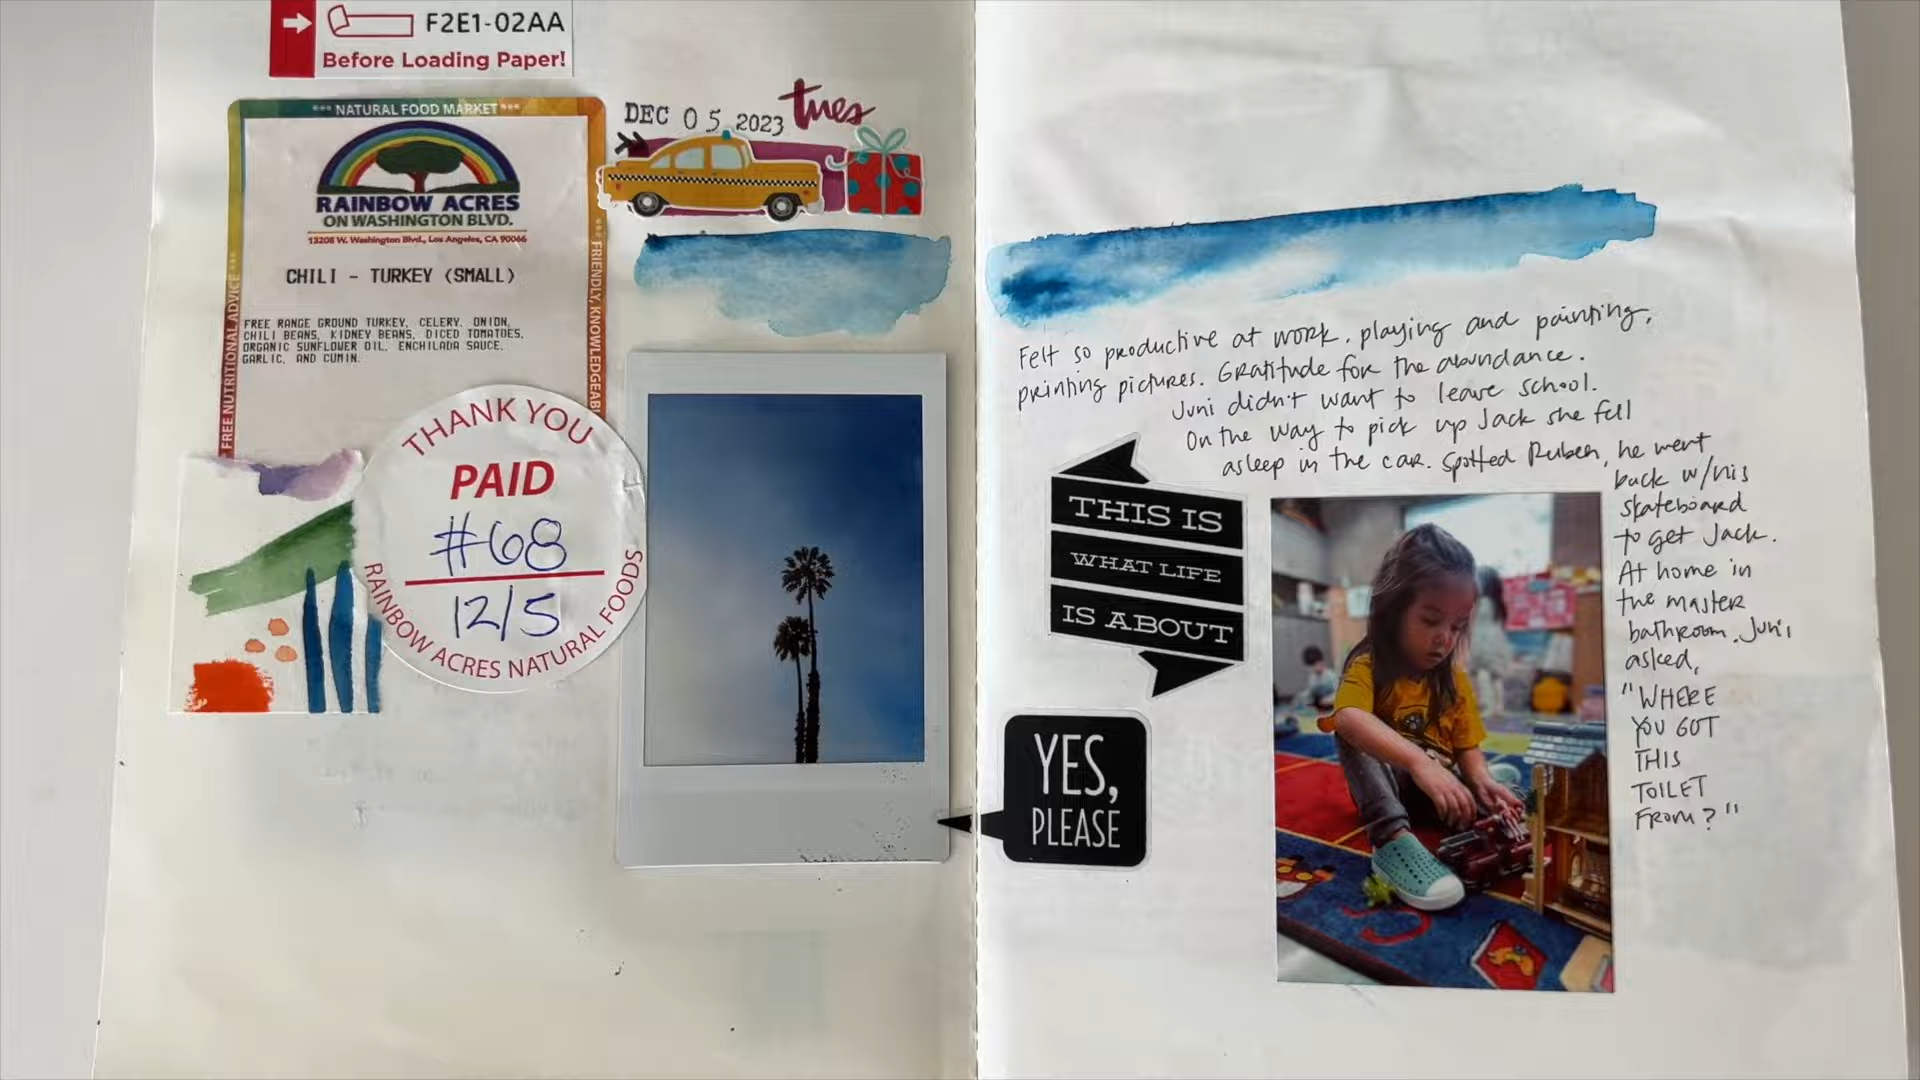 F2E1-02AA
Before Loading Paper!
*** NATURAL FOOD MARKET ***
RAINBOW ACRES
ON WASHINGTON BLVD.
13208 W. Washington Blvd., Los Angeles, CA 90066
CHILI - TURKEY (SMALL)
FREE RANGE GROUND TURKEY, CELERY, ONION,
CHILI BEANS, KIDNEY BEANS, DICED TOMATOES,
ORGANIC SUNFLOWER OIL, ENCHILADA SAUCE,
GARLIC, AND CUMIN.
FREE NUTRITIONAL ADVICE ***
*** FRIENDLY, KNOWLEDGEABL
THANK YOU
PAID
#68
12/5
RAINBOW ACRES NATURAL FOODS
DEC 05 2023 tues
Felt so productive at work, playing and painting,
printing pictures. Gratitude for the abundance.
Juni didn't want to leave school.
On the way to pick up Jack she fell
asleep in the car. Spotted Ruben, he went
back w/his
skateboard
to get Jack.
At home in
the master
bathroom, Juni
asked,
"WHERE
YOU GOT
THIS
TOILET
FROM?"
THIS IS
WHAT LIFE
IS ABOUT
YES,
PLEASE